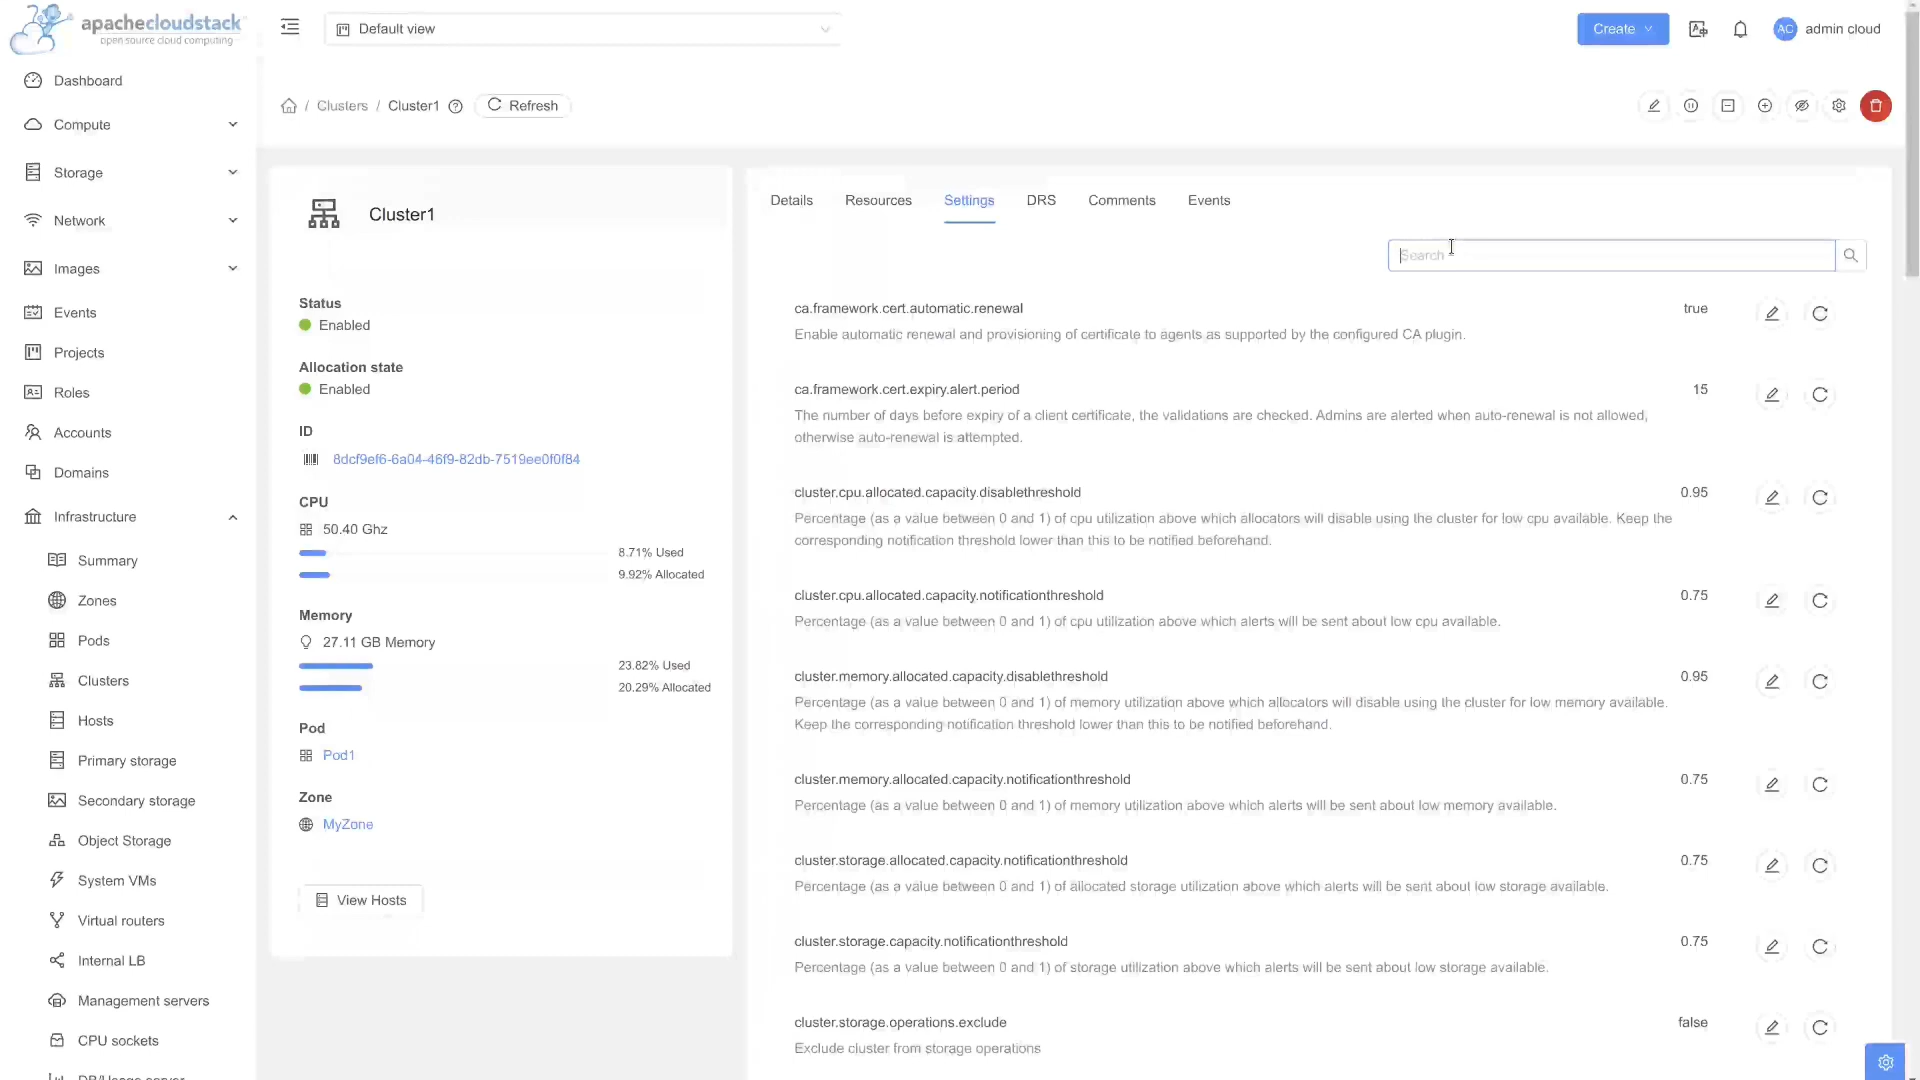 apachecloudstack
open source cloud computing
Default view
Create
AC
admin cloud
Dashboard
Compute
Storage
Network
Images
Events
Projects
Roles
Accounts
Domains
Infrastructure
Summary
Zones
Pods
Clusters
Hosts
Primary storage
Secondary storage
Object Storage
System VMs
Virtual routers
Internal LB
Management servers
CPU sockets
DB/Usage server
/ Clusters / Cluster1
Refresh
Cluster1
Status
Enabled
Allocation state
Enabled
ID
8dcf9ef6-6a04-46f9-82db-7519ee0f0f84
CPU
50.40 Ghz
8.71% Used
9.92% Allocated
Memory
27.11 GB Memory
23.82% Used
20.29% Allocated
Pod
Pod1
Zone
MyZone
View Hosts
Details Resources Settings DRS Comments Events
Search
ca.framework.cert.automatic.renewal true
Enable automatic renewal and provisioning of certificate to agents as supported by the configured CA plugin.
ca.framework.cert.expiry.alert.period 15
The number of days before expiry of a client certificate, the validations are checked. Admins are alerted when auto-renewal is not allowed,
otherwise auto-renewal is attempted.
cluster.cpu.allocated.capacity.disablethreshold 0.95
Percentage (as a value between 0 and 1) of cpu utilization above which allocators will disable using the cluster for low cpu available. Keep the
corresponding notification threshold lower than this to be notified beforehand.
cluster.cpu.allocated.capacity.notificationthreshold 0.75
Percentage (as a value between 0 and 1) of cpu utilization above which alerts will be sent about low cpu available.
cluster.memory.allocated.capacity.disablethreshold 0.95
Percentage (as a value between 0 and 1) of memory utilization above which allocators will disable using the cluster for low memory available.
Keep the corresponding notification threshold lower than this to be notified beforehand.
cluster.memory.allocated.capacity.notificationthreshold 0.75
Percentage (as a value between 0 and 1) of memory utilization above which alerts will be sent about low memory available.
cluster.storage.allocated.capacity.notificationthreshold 0.75
Percentage (as a value between 0 and 1) of allocated storage utilization above which alerts will be sent about low storage available.
cluster.storage.capacity.notificationthreshold 0.75
Percentage (as a value between 0 and 1) of storage utilization above which alerts will be sent about low storage available.
cluster.storage.operations.exclude false
Exclude cluster from storage operations